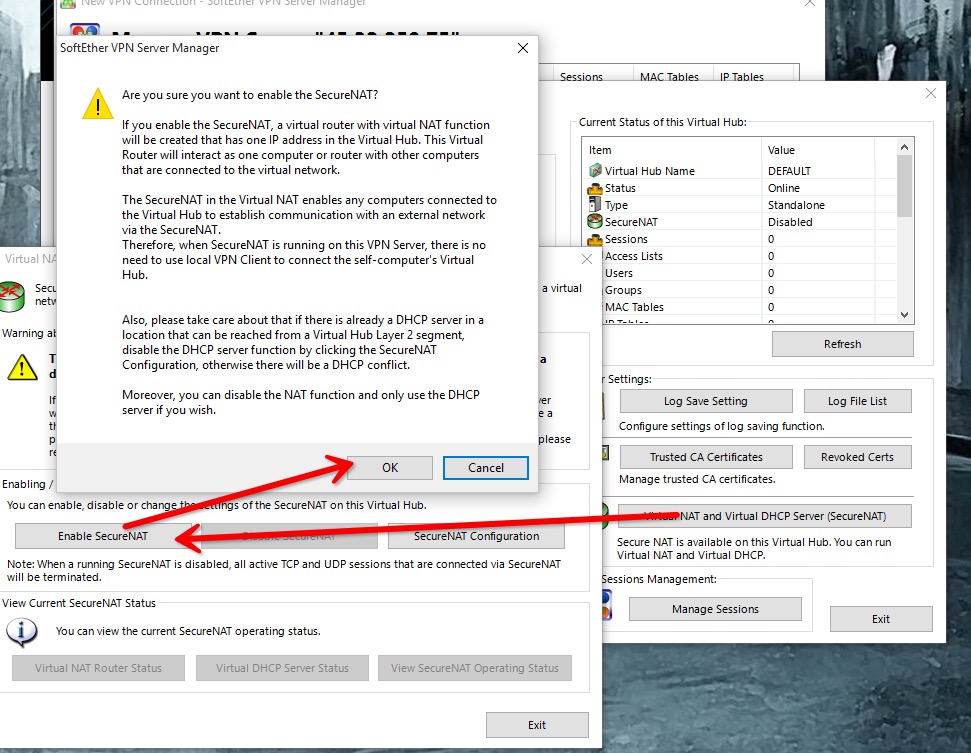 New VPN Connection - SoftEther VPN Server Manager
SoftEther VPN Server Manager
Are you sure you want to enable the SecureNAT?
If you enable the SecureNAT, a virtual router with virtual NAT function
will be created that has one IP address in the Virtual Hub. This Virtual
Router will interact as one computer or router with other computers
that are connected to the virtual network.
The SecureNAT in the Virtual NAT enables any computers connected to
the Virtual Hub to establish communication with an external network
via the SecureNAT.
Therefore, when SecureNAT is running on this VPN Server, there is no
need to use local VPN Client to connect the self-computer's Virtual
Hub.
Also, please take care about that if there is already a DHCP server in a
location that can be reached from a Virtual Hub Layer 2 segment,
disable the DHCP server function by clicking the SecureNAT
Configuration, otherwise there will be a DHCP conflict.
Moreover, you can disable the NAT function and only use the DHCP
server if you wish.
OK
Cancel
Sessions MAC Tables IP Tables
Current Status of this Virtual Hub:
Item Value
Virtual Hub Name DEFAULT
Status Online
Type Standalone
SecureNAT Disabled
Sessions 0
Access Lists 0
Users 0
Groups 0
MAC Tables 0
Refresh
Settings:
Log Save Setting
Log File List
Configure settings of log saving function.
Trusted CA Certificates
Revoked Certs
Manage trusted CA certificates.
Virtual NAT and Virtual DHCP Server (SecureNAT)
Secure NAT is available on this Virtual Hub. You can run
Virtual NAT and Virtual DHCP.
Sessions Management:
Manage Sessions
Exit
Virtual NA
Secu
a virtual
netw
Warning ab
a
please
Enabling /
You can enable, disable or change the settings of the SecureNAT on this Virtual Hub.
Enable SecureNAT
Disable SecureNAT
SecureNAT Configuration
Note: When a running SecureNAT is disabled, all active TCP and UDP sessions that are connected via SecureNAT
will be terminated.
View Current SecureNAT Status
You can view the current SecureNAT operating status.
Virtual NAT Router Status
Virtual DHCP Server Status
View SecureNAT Operating Status
Exit